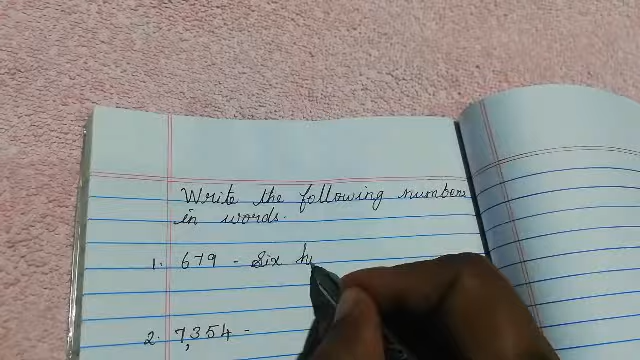 Write the following numbers
in words.
1. 679 - Six h
2. 7,354 -